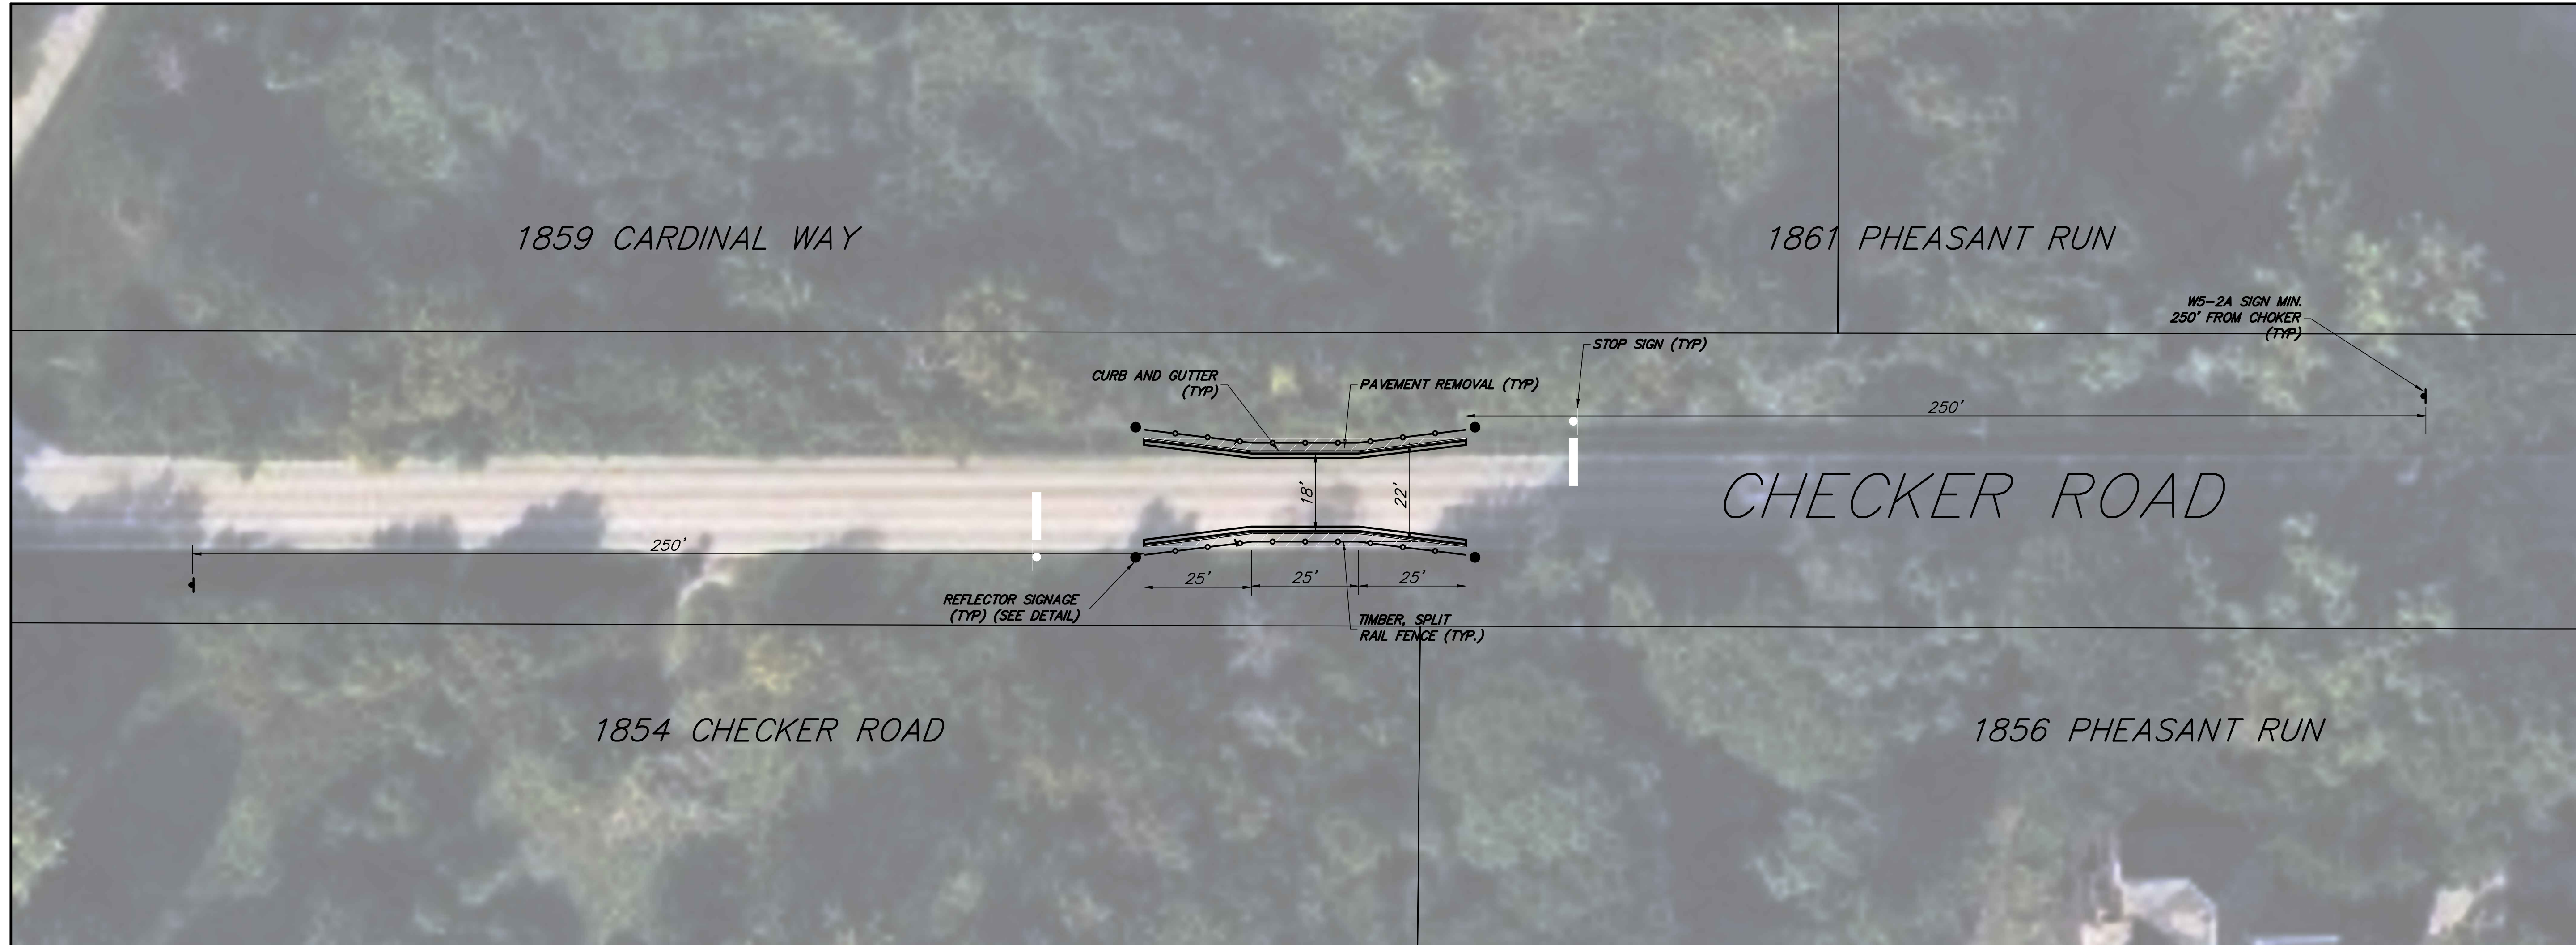 1859 CARDINAL WAY
1861 PHEASANT RUN
W5-2A SIGN MIN.
250' FROM CHOKER
(TYP)
STOP SIGN (TYP)
CURB AND GUTTER
(TYP)
PAVEMENT REMOVAL (TYP)
250'
CHECKER ROAD
18'
22'
250'
25'
25'
25'
REFLECTOR SIGNAGE
(TYP) (SEE DETAIL)
TIMBER, SPLIT
RAIL FENCE (TYP.)
1854 CHECKER ROAD
1856 PHEASANT RUN